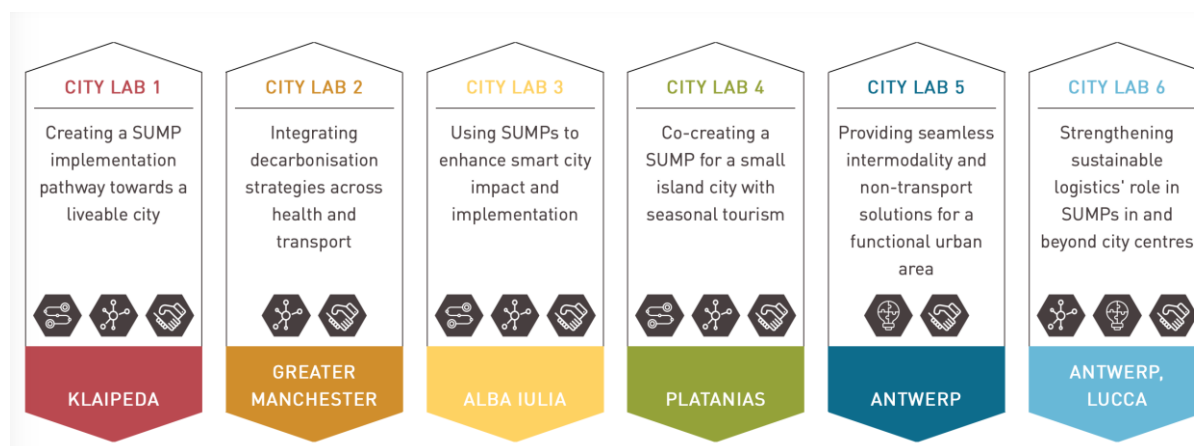 CITY LAB 1
Creating a SUMP
implementation
pathway towards a
liveable city
KLAIPEDA
CITY LAB 2
Integrating
decarbonisation
strategies across
health and
transport
GREATER
MANCHESTER
CITY LAB 3
Using SUMPs to
enhance smart city
impact and
implementation
ALBA IULIA
CITY LAB 4
Co-creating a
SUMP for a small
island city with
seasonal tourism
PLATANIAS
CITY LAB 5
Providing seamless
intermodality and
non-transport
solutions for a
functional urban
area
ANTWERP
CITY LAB 6
Strengthening
sustainable
logistics' role in
SUMPs in and
beyond city centres
ANTWERP,
LUCCA